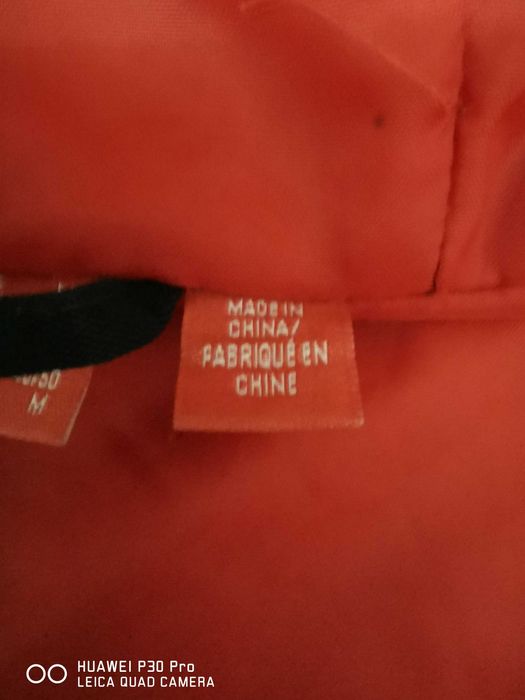 MADE IN
CHINA/
FABRIQUÉ EN
CHINE
M
HUAWEI P30 Pro
LEICA QUAD CAMERA